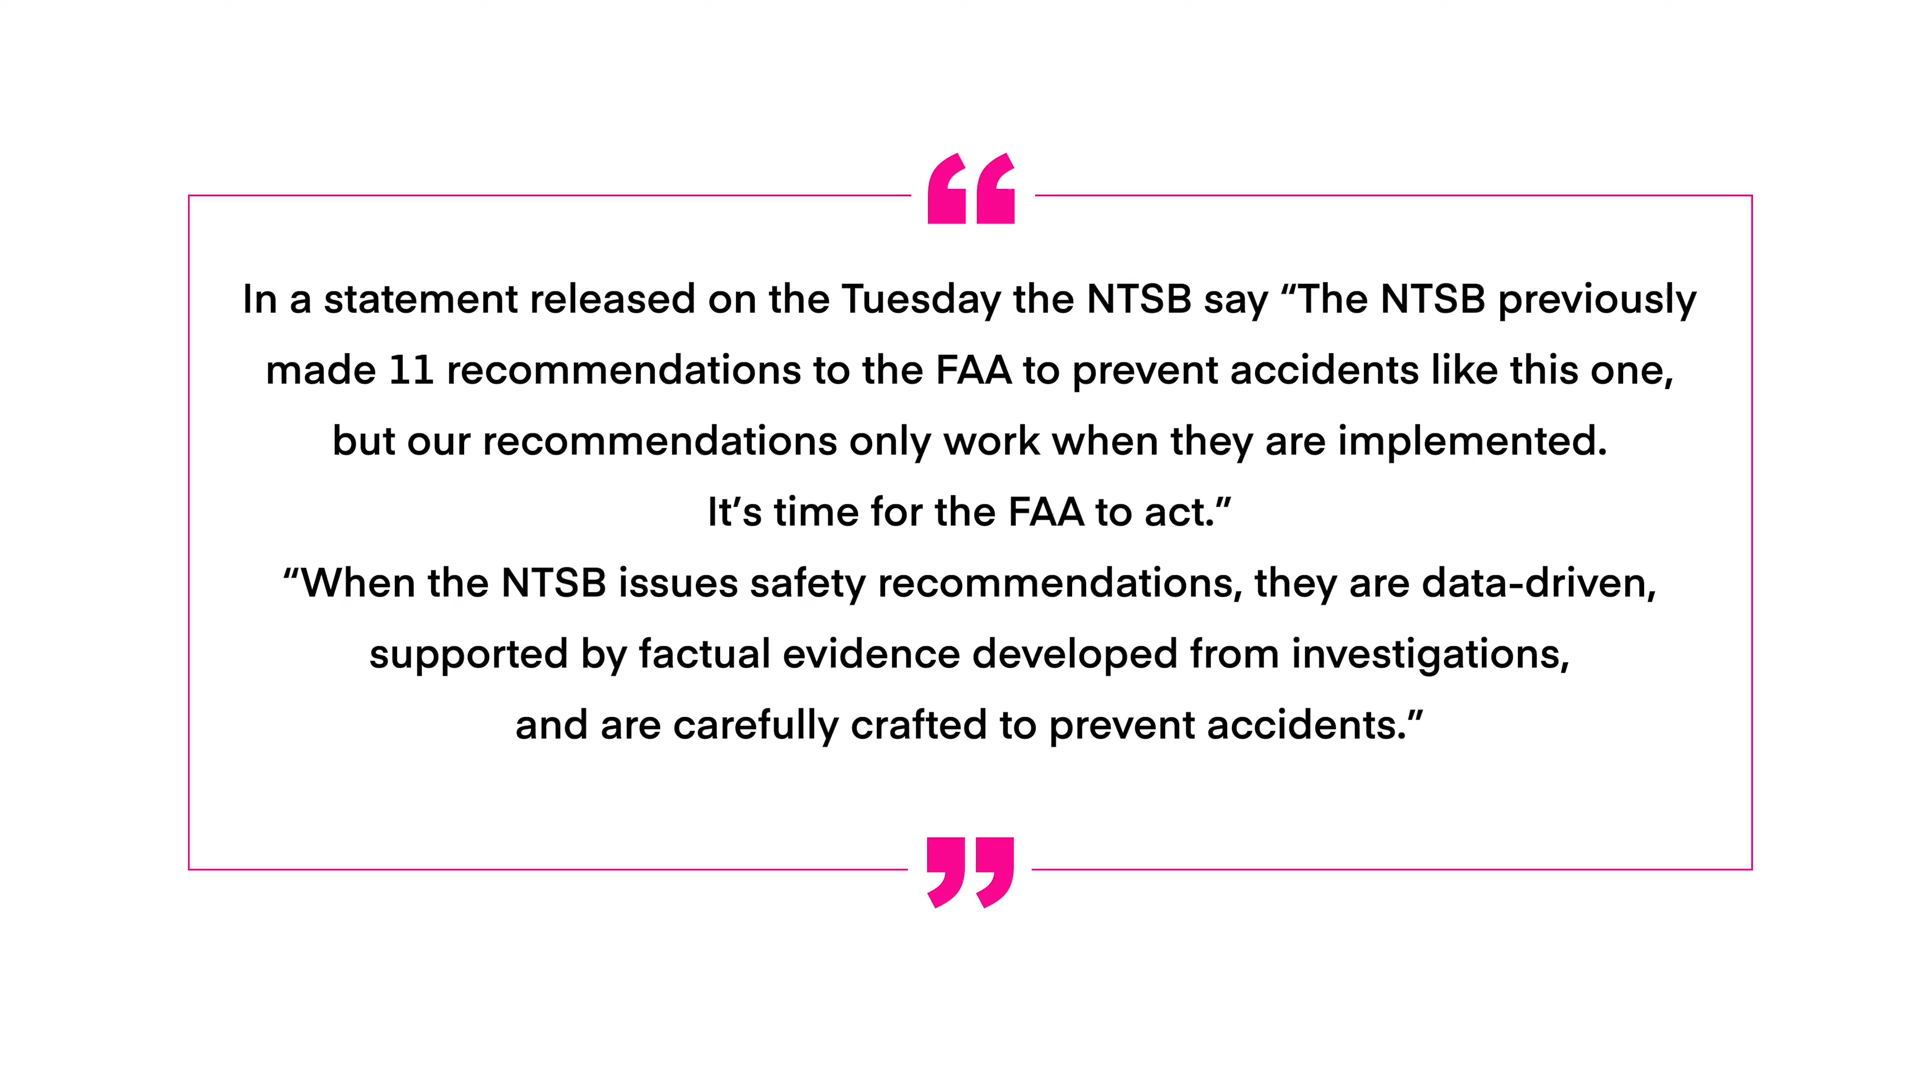 In a statement released on the Tuesday the NTSB say “The NTSB previously
made 11 recommendations to the FAA to prevent accidents like this one,
but our recommendations only work when they are implemented.
It’s time for the FAA to act.”
“When the NTSB issues safety recommendations, they are data-driven,
supported by factual evidence developed from investigations,
and are carefully crafted to prevent accidents.”